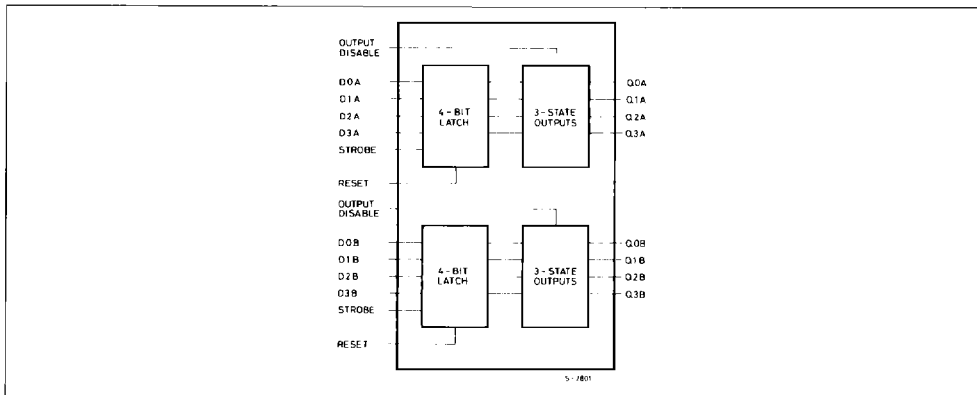 OUTPUT
DISABLE
D0A
D1A
D2A
D3A
STROBE
RESET
4-BIT
LATCH
3-STATE
OUTPUTS
Q0A
Q1A
Q2A
Q3A
OUTPUT
DISABLE
D0B
D1B
D2B
D3B
STROBE
RESET
4-BIT
LATCH
3-STATE
OUTPUTS
Q0B
Q1B
Q2B
Q3B
S-7801